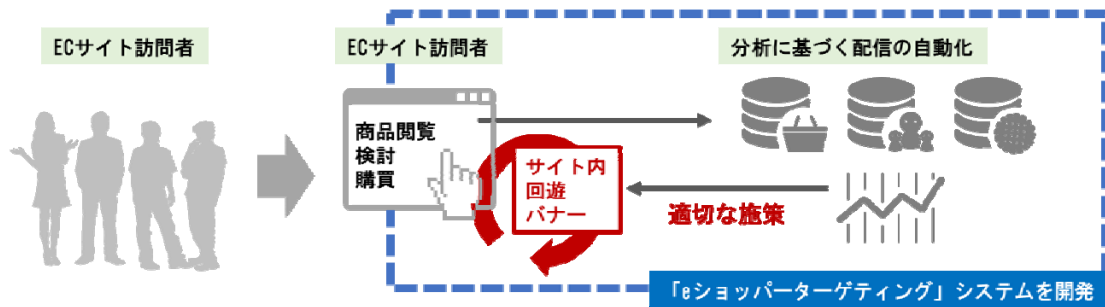 ECサイト訪問者
ECサイト訪問者
分析に基づく配信の自動化
商品閲覧
検討
購買
サイト内
回遊
バナー
適切な施策
「eショッパーターゲティング」システムを開発